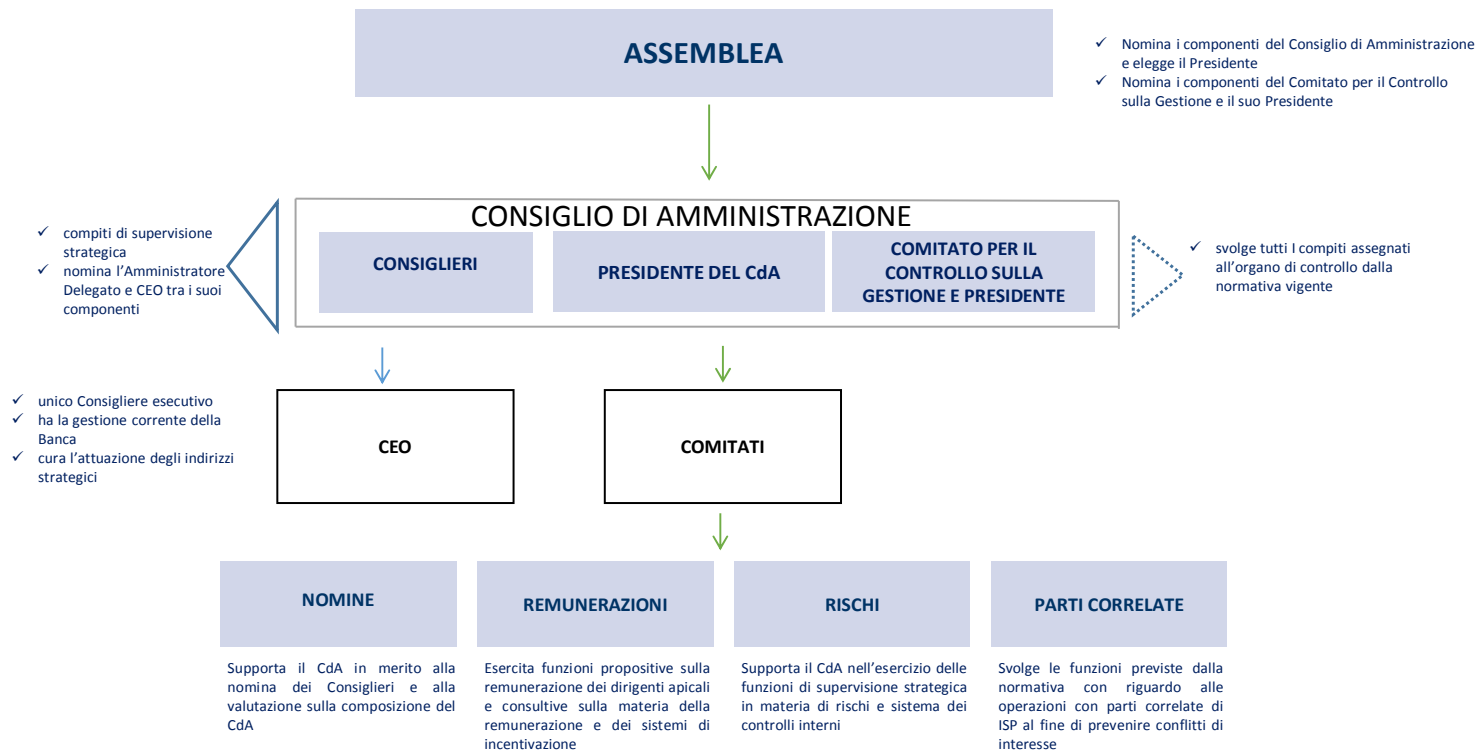 ASSEMBLEA
✓ Nomina i componenti del Consiglio di Amministrazione
e elegge il Presidente
✓ Nomina i componenti del Comitato per il Controllo
sulla Gestione e il suo Presidente
CONSIGLIO DI AMMINISTRAZIONE
✓ compiti di supervisione
strategica
✓ nomina l'Amministratore
Delegato e CEO tra i suoi
componenti
CONSIGLIERI
PRESIDENTE DEL CdA
COMITATO PER IL
CONTROLLO SULLA
GESTIONE E PRESIDENTE
✓ svolge tutti I compiti assegnati
all'organo di controllo dalla
normativa vigente
✓ unico Consigliere esecutivo
✓ ha la gestione corrente della
Banca
✓ cura l'attuazione degli indirizzi
strategici
CEO
COMITATI
NOMINE
Supporta il CdA in merito alla
nomina dei Consiglieri e alla
valutazione sulla composizione del
CdA
REMUNERAZIONI
Esercita funzioni propositive sulla
remunerazione dei dirigenti apicali
e consultive sulla materia della
remunerazione e dei sistemi di
incentivazione
RISCHI
Supporta il CdA nell'esercizio delle
funzioni di supervisione strategica
in materia di rischi e sistema dei
controlli interni
PARTI CORRELATE
Svolge le funzioni previste dalla
normativa con riguardo alle
operazioni con parti correlate di
ISP al fine di prevenire conflitti di
interesse